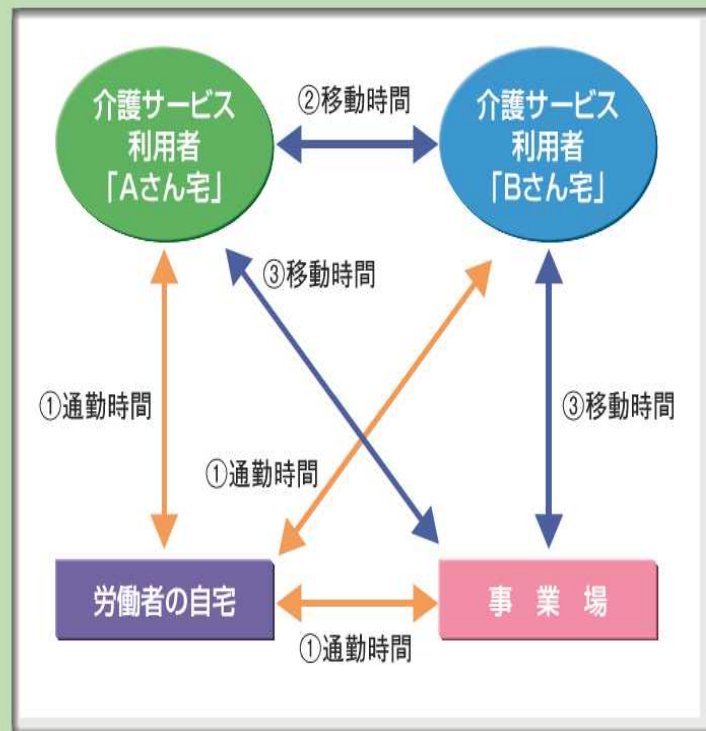 介護サービス
利用者
「Aさん宅」
②移動時間
介護サービス
利用者
「Bさん宅」
③移動時間
①通勤時間
①通勤時間
③移動時間
労働者の自宅
①通勤時間
事業場